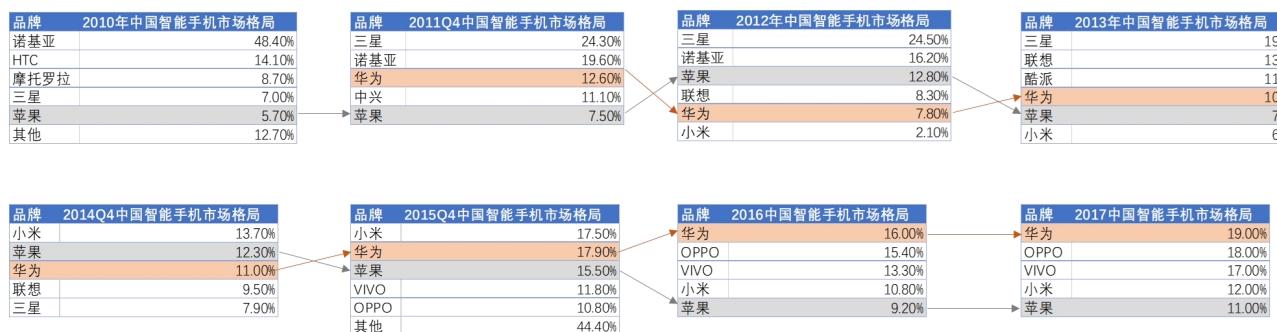 品牌 2010年中国智能手机市场格局
诺基亚 48.40%
HTC 14.10%
摩托罗拉 8.70%
三星 7.00%
苹果 5.70%
其他 12.70%
品牌 2011Q4中国智能手机市场格局
三星 24.30%
诺基亚 19.60%
华为 12.60%
中兴 11.10%
苹果 7.50%
品牌 2012年中国智能手机市场格局
三星 24.50%
诺基亚 16.20%
苹果 12.80%
联想 8.30%
华为 7.80%
小米 2.10%
品牌 2013年中国智能手机市场格局
三星 19
联想 13
酷派 11
华为 10
苹果 7
小米 6
品牌 2014Q4中国智能手机市场格局
小米 13.70%
苹果 12.30%
华为 11.00%
联想 9.50%
三星 7.90%
品牌 2015Q4中国智能手机市场格局
小米 17.50%
华为 17.90%
苹果 15.50%
VIVO 11.80%
OPPO 10.80%
其他 44.40%
品牌 2016中国智能手机市场格局
华为 16.00%
OPPO 15.40%
VIVO 13.30%
小米 10.80%
苹果 9.20%
品牌 2017中国智能手机市场格局
华为 19.00%
OPPO 18.00%
VIVO 17.00%
小米 12.00%
苹果 11.00%